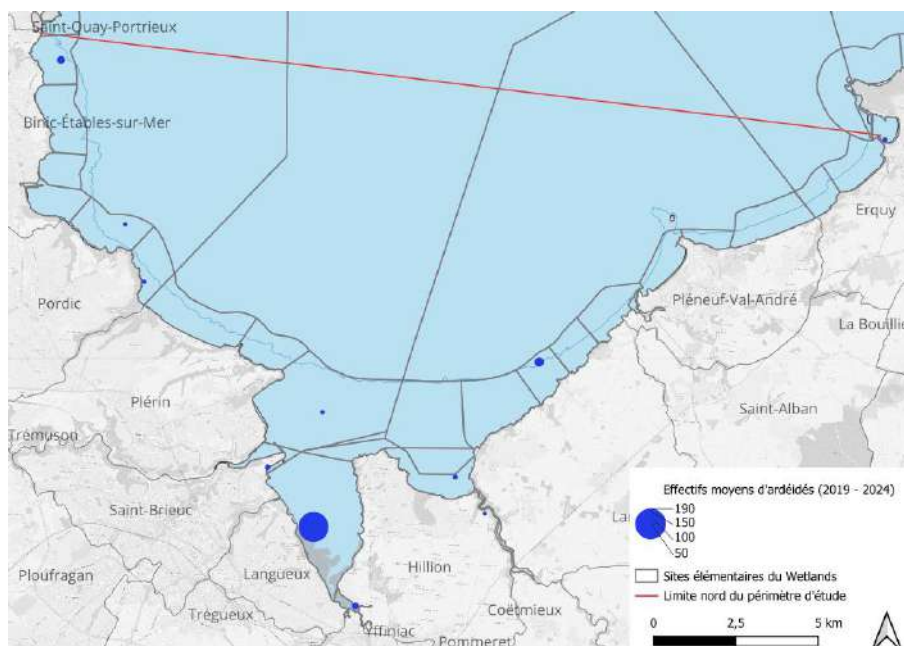 Saint-Quay-Portrieux
Binic-Étables-sur-Mer
Erquy
Pordic
Pléneuf-Val-André
La Bouillie
Plérin
Saint-Alban
Trémuson
Saint-Brieuc
Ploufragan
Langueux
Hillion
Trégueux
Coëtmieux
Yffiniac
Pommeret
Effectifs moyens d'ardéidés (2019 - 2024)
190
150
100
50
Sites élémentaires du Wetlands
Limite nord du périmètre d'étude
0 2,5 5 km